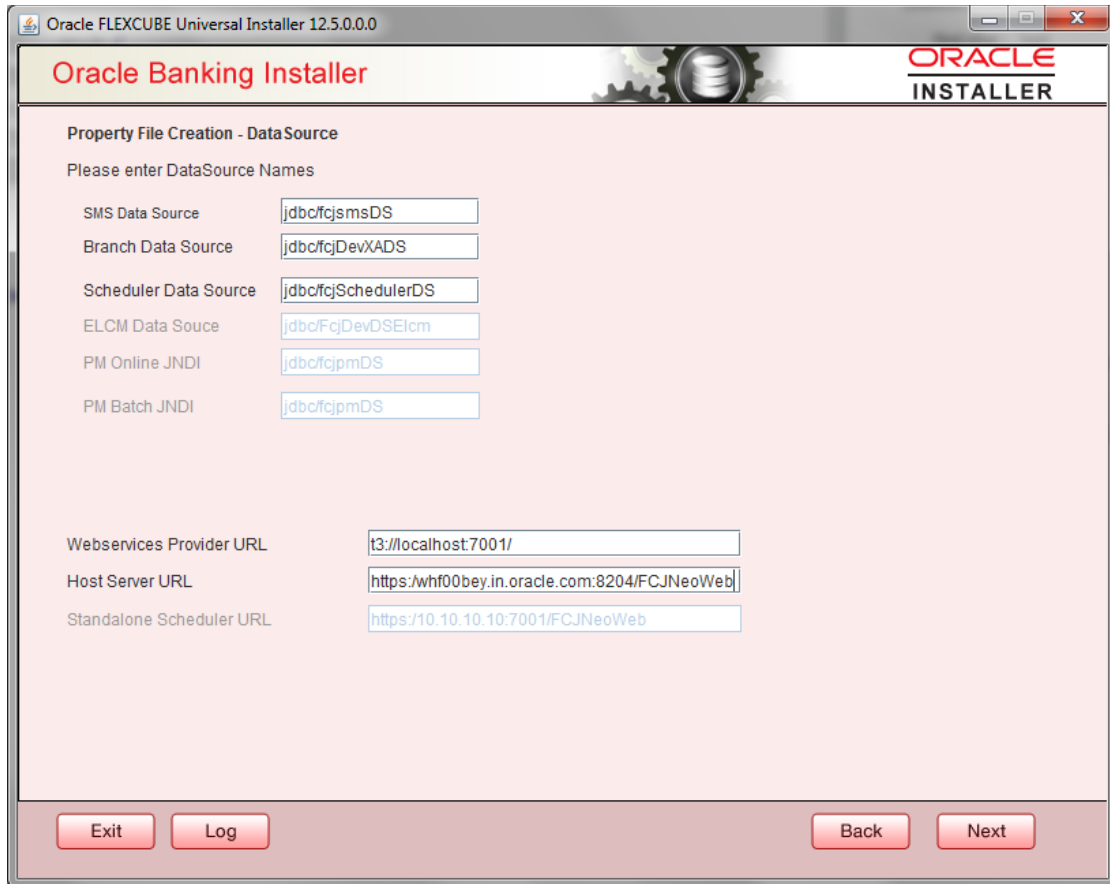 Oracle FLEXCUBE Universal Installer 12.5.0.0.0
Oracle Banking Installer
ORACLE
INSTALLER
Property File Creation - DataSource
Please enter DataSource Names
SMS Data Source jdbc/fcjsmsDS
Branch Data Source jdbc/fcjDevXADS
Scheduler Data Source jdbc/fcjSchedulerDS
ELCM Data Souce jdbc/FcjDevDSElcm
PM Online JNDI jdbc/fcjpmDS
PM Batch JNDI jdbc/fcjpmDS
Webservices Provider URL t3://localhost:7001/
Host Server URL https:/whf00bey.in.oracle.com:8204/FCJNeoWeb
Standalone Scheduler URL https:/10.10.10.10:7001/FCJNeoWeb
Exit Log Back Next